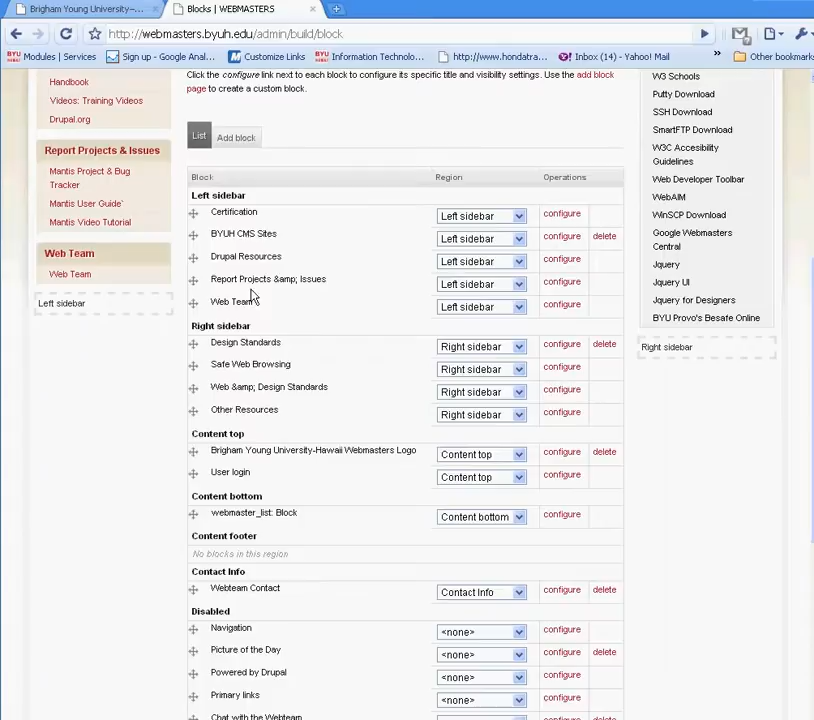 Brigham Young University-...
Blocks | WEBMASTERS
http://webmasters.byuh.edu/admin/build/block
Modules | Services
Sign up - Google Anal...
Customize Links
Information Technolo...
http://www.hondatra...
Inbox (14) - Yahoo! Mail
»
Other bookmarks
Handbook
Videos: Training Videos
Drupal.org
Report Projects & Issues
Mantis Project & Bug
Tracker
Mantis User Guide`
Mantis Video Tutorial
Web Team
Web Team
Left sidebar
Click the configure link next to each block to configure its specific title and visibility settings. Use the add block
page to create a custom block.
List
Add block
Block Region Operations
Left sidebar
Certification Left sidebar configure
BYUH CMS Sites Left sidebar configure delete
Drupal Resources Left sidebar configure
Report Projects &amp; Issues Left sidebar configure
Web Team Left sidebar configure
Right sidebar
Design Standards Right sidebar configure delete
Safe Web Browsing Right sidebar configure
Web &amp; Design Standards Right sidebar configure
Other Resources Right sidebar configure
Content top
Brigham Young University-Hawaii Webmasters Logo Content top configure delete
User login Content top configure
Content bottom
webmaster_list: Block Content bottom configure
Content footer
No blocks in this region
Contact Info
Webteam Contact Contact Info configure delete
Disabled
Navigation <none> configure
Picture of the Day <none> configure delete
Powered by Drupal <none> configure
Primary links <none> configure
Chat with the Webteam configure delete
W3 Schools
Putty Download
SSH Download
SmartFTP Download
W3C Accesibility
Guidelines
Web Developer Toolbar
WebAIM
WinSCP Download
Google Webmasters
Central
Jquery
Jquery UI
Jquery for Designers
BYU Provo's Besafe Online
Right sidebar